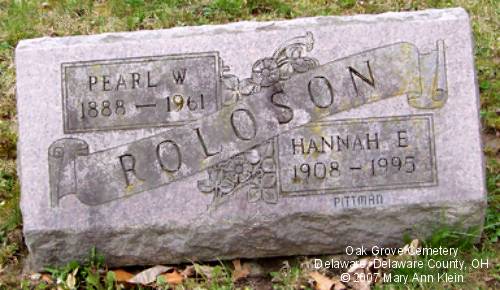 PEARL W
1888 — 1961
ROLOSON
HANNAH E
1908 – 1995
PITTMAN
Oak Grove Cemetery
Delaware, Delaware County, OH
© 2007 Mary Ann Klein